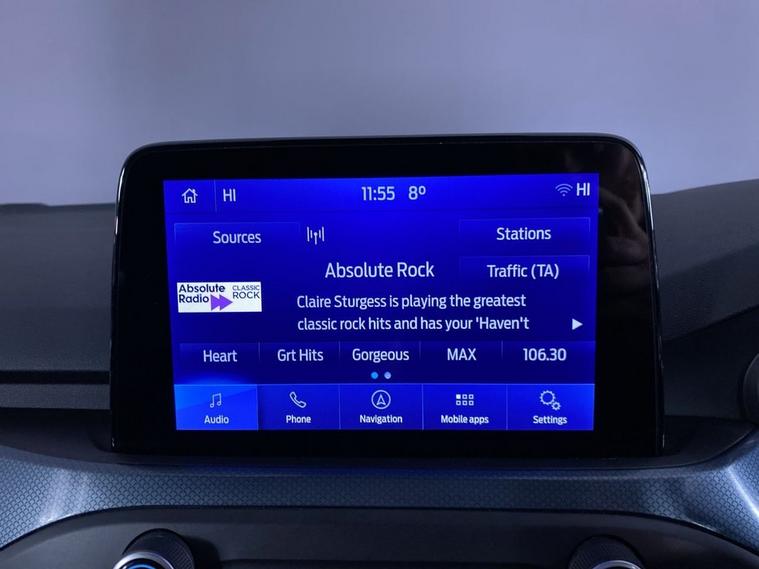 HI 11:55 8º HI
Sources Stations
Absolute Rock Traffic (TA)
Absolute Radio CLASSIC ROCK
Claire Sturgess is playing the greatest
classic rock hits and has your 'Haven't
Heart Grt Hits Gorgeous MAX 106.30
Audio Phone Navigation Mobile apps Settings